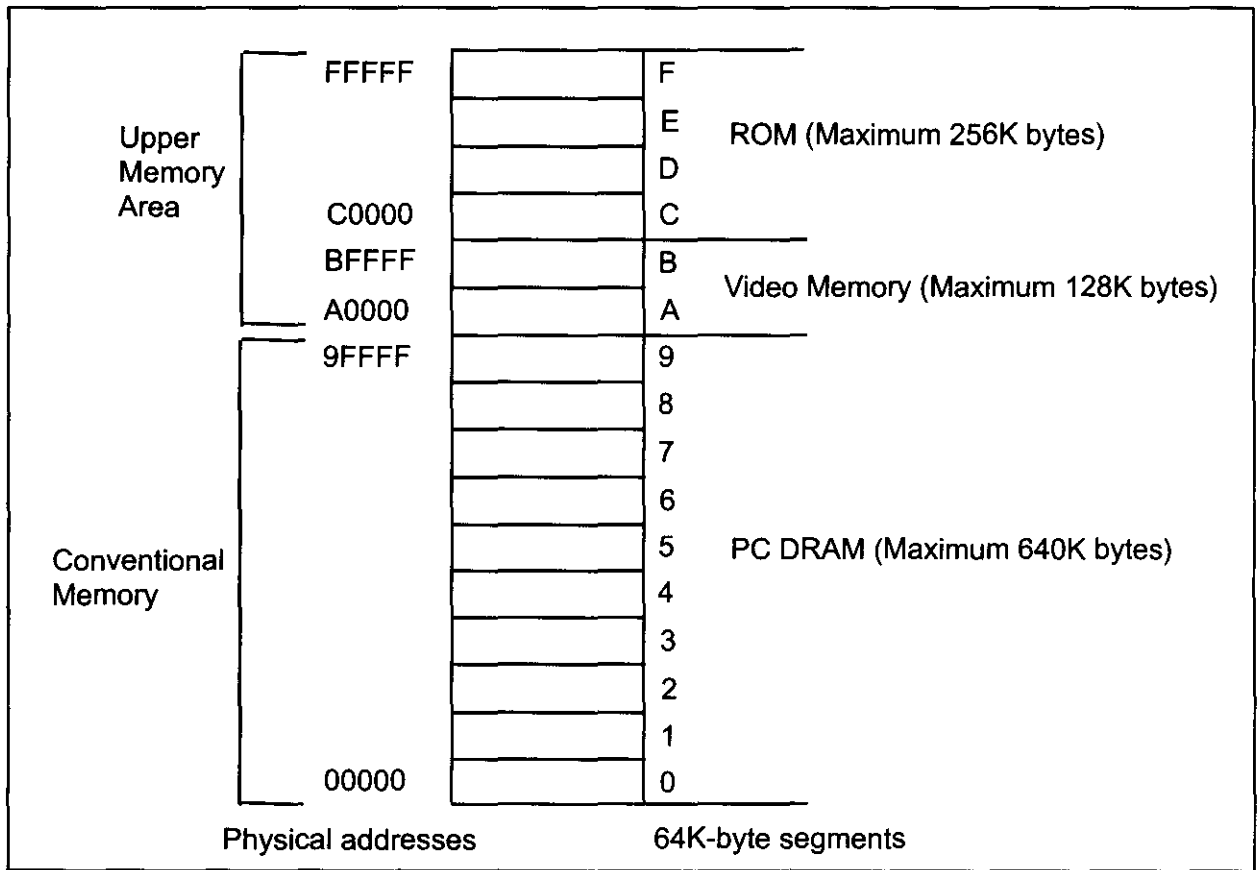 FFFFF F
E ROM (Maximum 256K bytes)
Upper
Memory
Area
D
C0000 C
BFFFF B
Video Memory (Maximum 128K bytes)
A0000 A
9FFFF 9
8
7
6
5 PC DRAM (Maximum 640K bytes)
Conventional
Memory
4
3
2
1
00000 0
Physical addresses 64K-byte segments